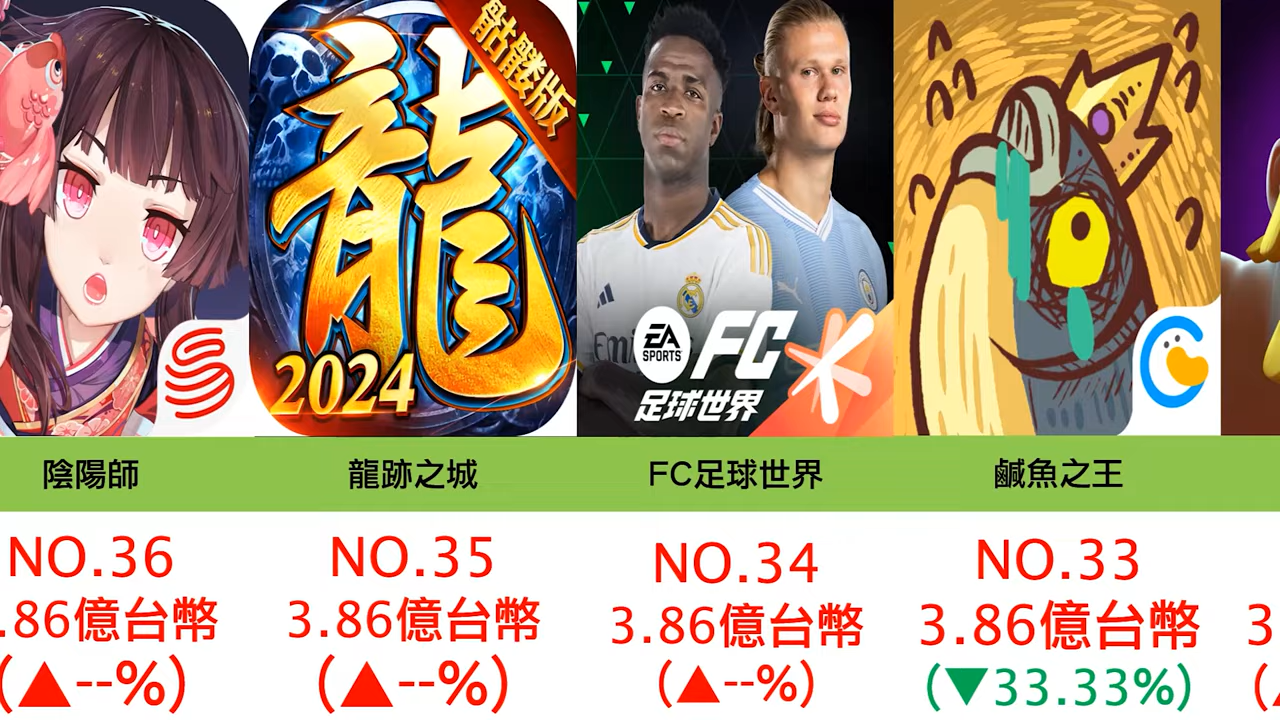 龍
骷髏版
2024
Emi
EA
SPORTS
FC
足球世界
陰陽師
龍跡之城
FC足球世界
鹹魚之王
NO.36
NO.35
NO.34
NO.33
.86億台幣
3.86億台幣
3.86億台幣
3.86億台幣
3
(▲--%)
(▲--%)
(▲--%)
(▼33.33%)
(▲